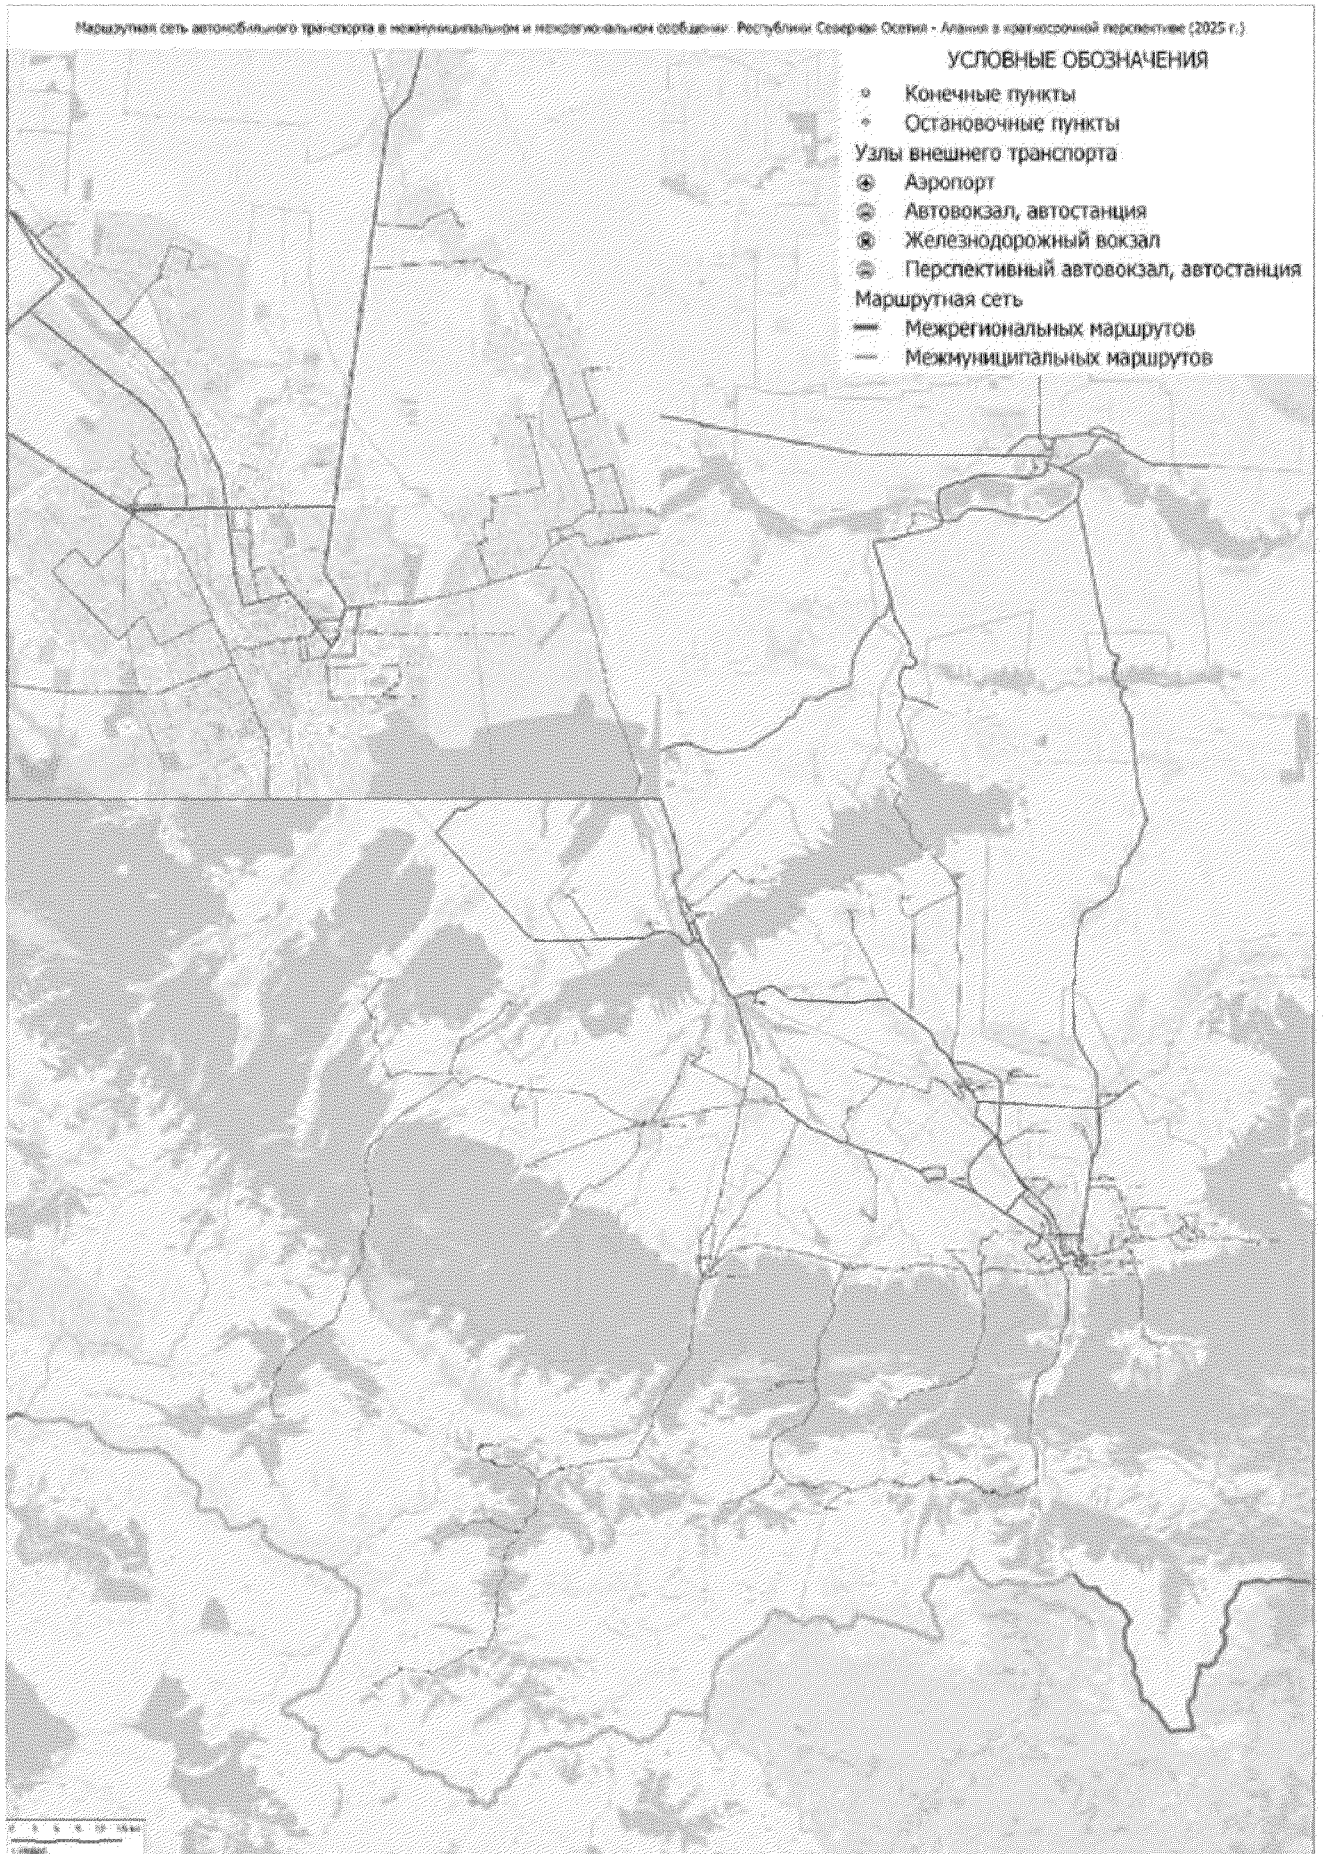 Маршрутная сеть автомобильного транспорта в межмуниципальном и межрегиональном сообщении Республики Северная Осетия - Алания в краткосрочной перспективе (2025 г.)
УСЛОВНЫЕ ОБОЗНАЧЕНИЯ
Конечные пункты
Остановочные пункты
Узлы внешнего транспорта
Аэропорт
Автовокзал, автостанция
Железнодорожный вокзал
Перспективный автовокзал, автостанция
Маршрутная сеть
Межрегиональных маршрутов
Межмуниципальных маршрутов